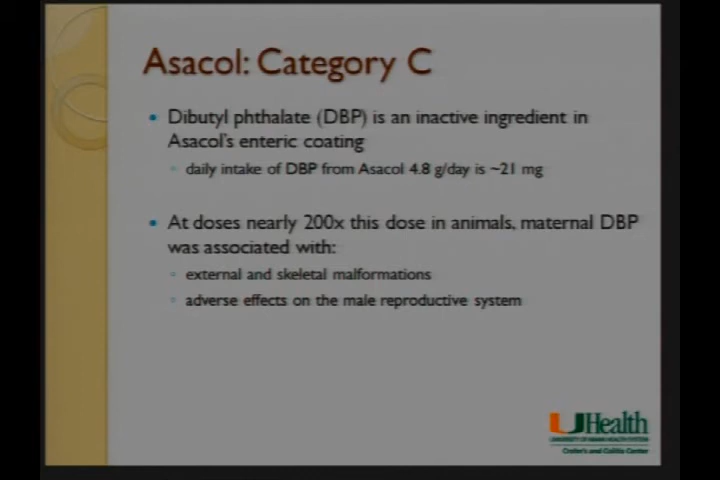 Asacol: Category C
Dibutyl phthalate (DBP) is an inactive ingredient in
Asacol's enteric coating
daily intake of DBP from Asacol 4.8 g/day is ~21 mg
At doses nearly 200x this dose in animals, maternal DBP
was associated with:
external and skeletal malformations
adverse effects on the male reproductive system
UHealth
UNIVERSITY OF MIAMI HEALTH SYSTEM
Crohn's and Colitis Center